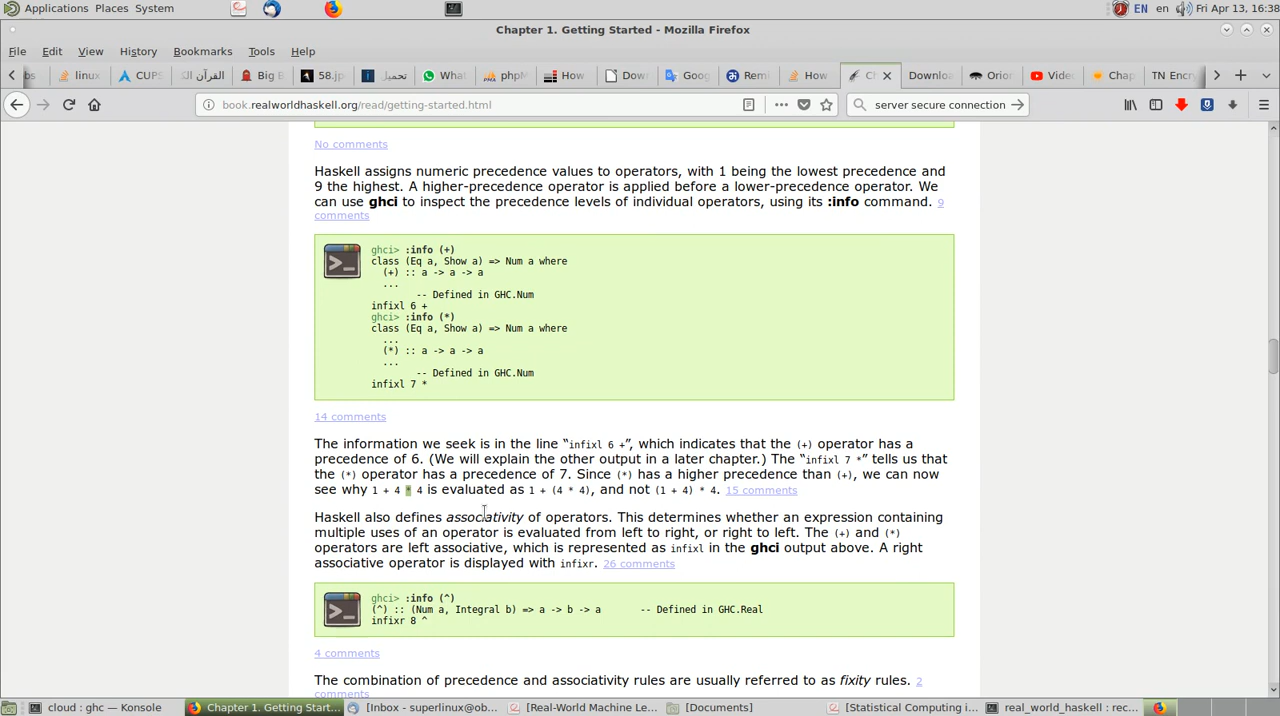 Applications Places System EN en Fri Apr 13, 16:38
Chapter 1. Getting Started - Mozilla Firefox
File Edit View History Bookmarks Tools Help
bs linux CUPS القرآن ال Big B 58.jp تحميل What phpM How Dow Goog Remi How Ch Downloa Orion Video Chap TN Encr
book.realworldhaskell.org/read/getting-started.html server secure connection
No comments
Haskell assigns numeric precedence values to operators, with 1 being the lowest precedence and
9 the highest. A higher-precedence operator is applied before a lower-precedence operator. We
can use ghci to inspect the precedence levels of individual operators, using its :info command. 9
comments
ghci> :info (+)
class (Eq a, Show a) => Num a where
(+) :: a -> a -> a
...
-- Defined in GHC.Num
infixl 6 +
ghci> :info (*)
class (Eq a, Show a) => Num a where
...
(*) :: a -> a -> a
...
-- Defined in GHC.Num
infixl 7 *
14 comments
The information we seek is in the line “infixl 6 +”, which indicates that the (+) operator has a
precedence of 6. (We will explain the other output in a later chapter.) The “infixl 7 *” tells us that
the (*) operator has a precedence of 7. Since (*) has a higher precedence than (+), we can now
see why 1 + 4 * 4 is evaluated as 1 + (4 * 4), and not (1 + 4) * 4. 15 comments
Haskell also defines associativity of operators. This determines whether an expression containing
multiple uses of an operator is evaluated from left to right, or right to left. The (+) and (*)
operators are left associative, which is represented as infixl in the ghci output above. A right
associative operator is displayed with infixr. 26 comments
ghci> :info (^)
(^) :: (Num a, Integral b) => a -> b -> a -- Defined in GHC.Real
infixr 8 ^
4 comments
The combination of precedence and associativity rules are usually referred to as fixity rules. 2
comments
cloud : ghc — Konsole Chapter 1. Getting Start... [Inbox - superlinux@ob... [Real-World Machine Le... [Documents] [Statistical Computing i... real_world_haskell : rec...